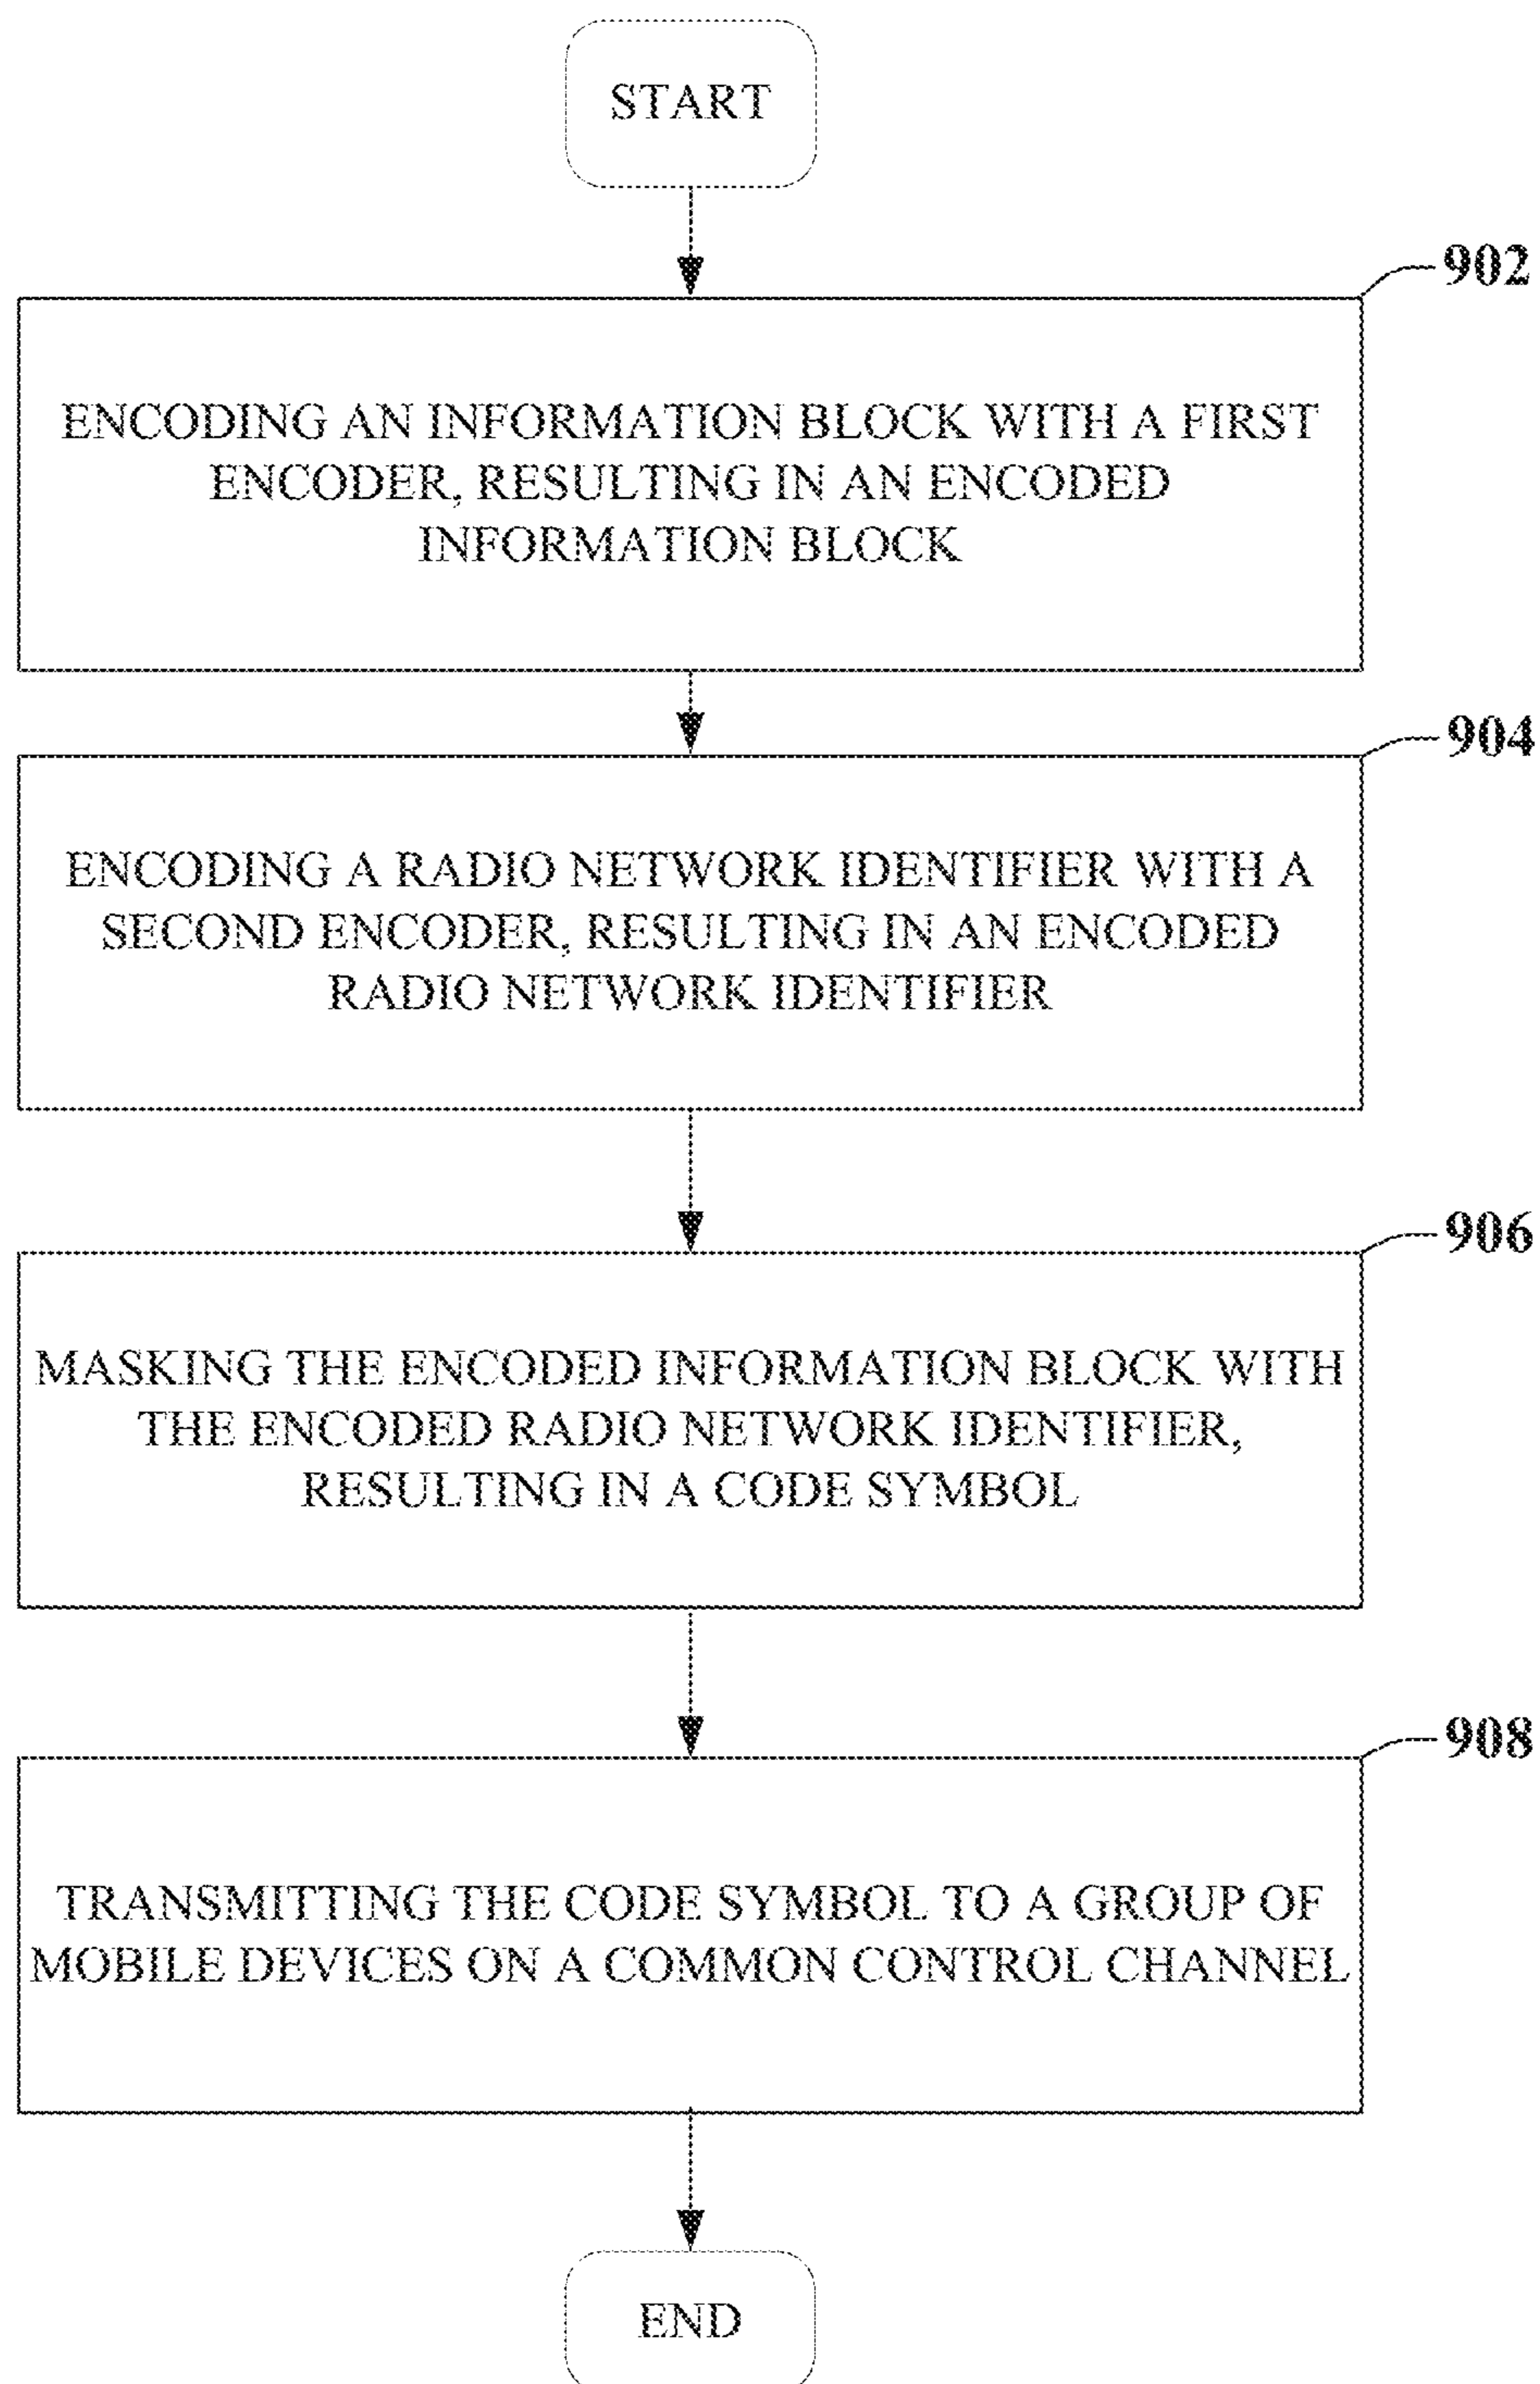 START
902
ENCODING AN INFORMATION BLOCK WITH A FIRST
ENCODER, RESULTING IN AN ENCODED
INFORMATION BLOCK
904
ENCODING A RADIO NETWORK IDENTIFIER WITH A
SECOND ENCODER, RESULTING IN AN ENCODED
RADIO NETWORK IDENTIFIER
906
MASKING THE ENCODED INFORMATION BLOCK WITH
THE ENCODED RADIO NETWORK IDENTIFIER,
RESULTING IN A CODE SYMBOL
908
TRANSMITTING THE CODE SYMBOL TO A GROUP OF
MOBILE DEVICES ON A COMMON CONTROL CHANNEL
END